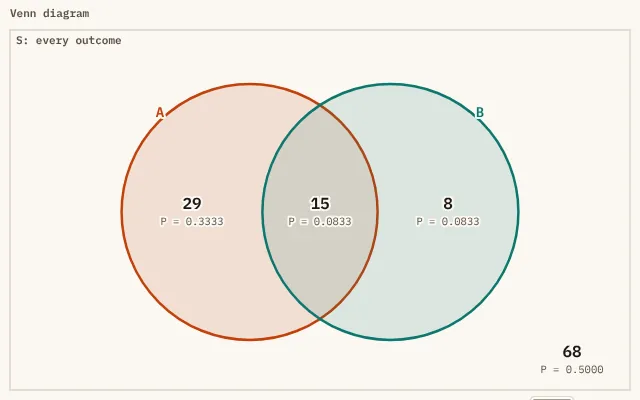 Venn diagram
S: every outcome
A
B
29
15
8
P = 0.3333
P = 0.0833
P = 0.0833
68
P = 0.5000